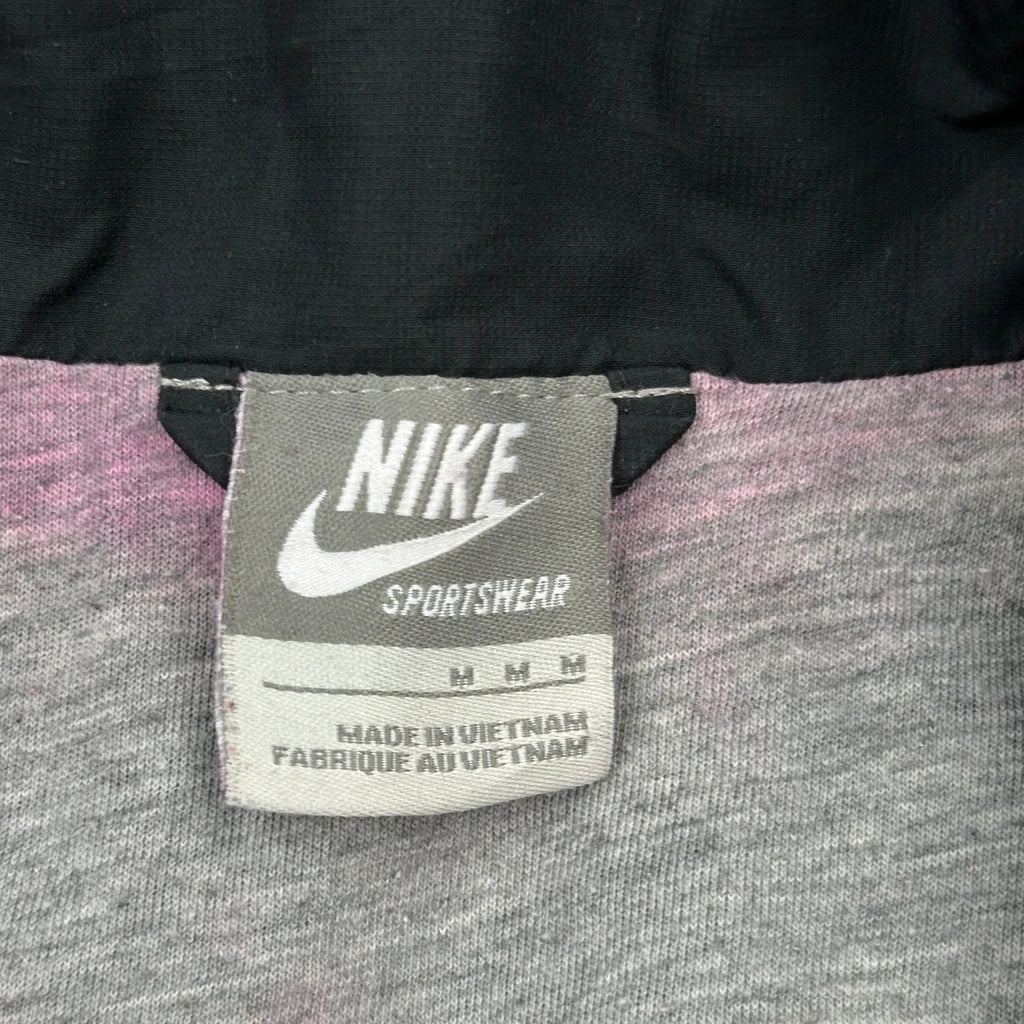 NIKE
SPORTSWEAR
M M M
MADE IN VIETNAM
FABRIQUE AU VIETNAM